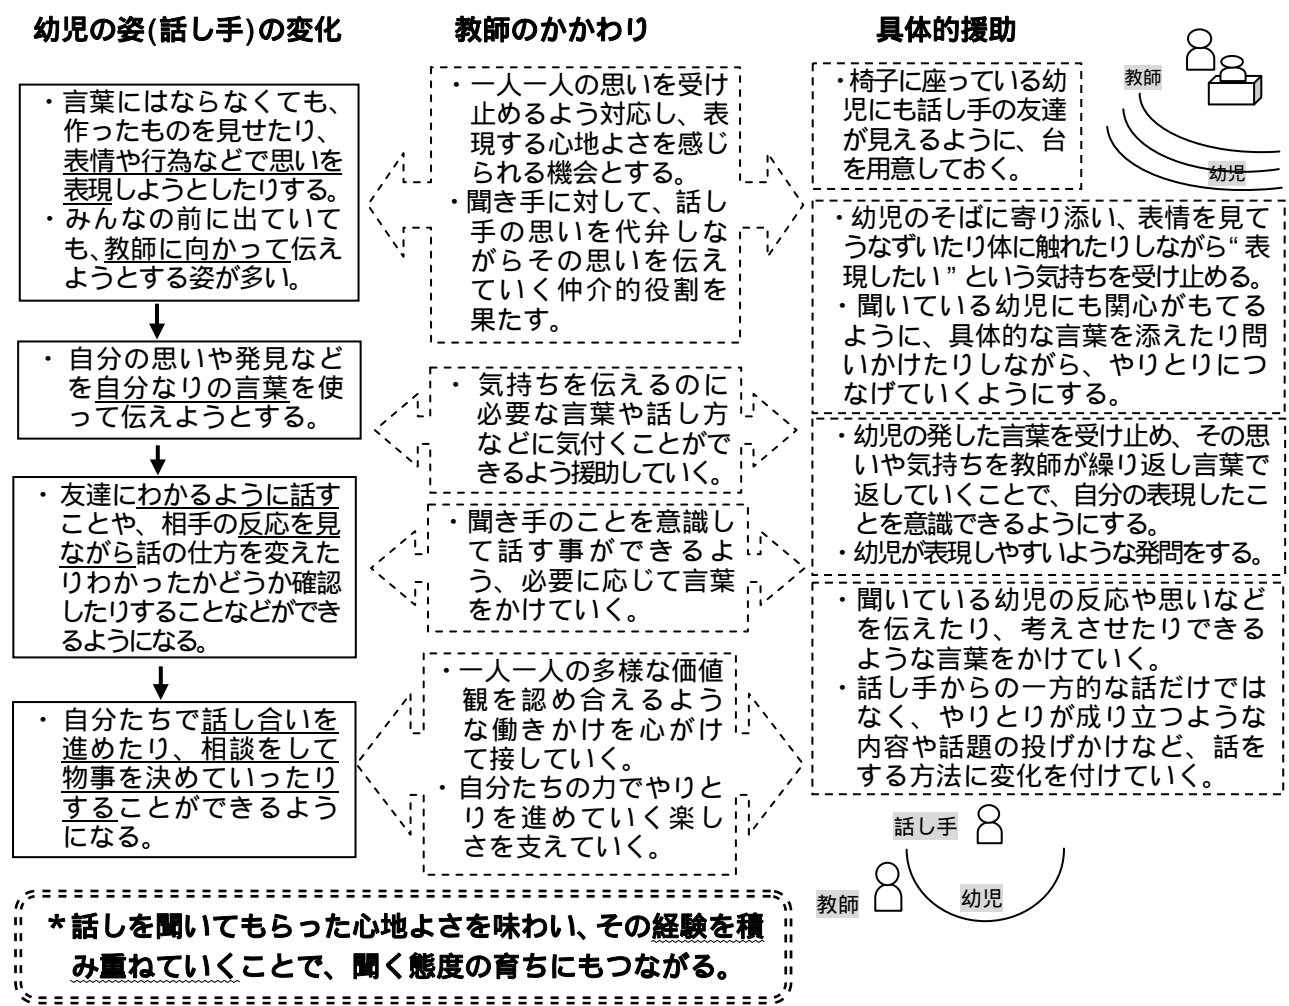 幼児の姿(話し手)の変化
・言葉にはならなくても、
作ったものを見せたり、
表情や行為などで思いを
表現しようとしたりする。
・みんなの前に出ていて
も、教師に向かって伝え
ようとする姿が多い。
・ 自分の思いや発見など
を自分なりの言葉を使
って伝えようとする。
・友達にわかるように話す
ことや、相手の反応を見
ながら話の仕方を変えた
りわかったかどうか確認
したりすることなどができ
るようになる。
・ 自分たちで話し合いを
進めたり、相談をして
物事を決めていったり
することができるよう
になる。
教師のかかわり
・一人一人の思いを受け
止めるよう対応し、表
現する心地よさを感じ
られる機会とする。
・聞き手に対して、話し
手の思いを代弁しな
がらその思いを伝え
ていく仲介的役割を
果たす。
・ 気持ちを伝えるのに
必要な言葉や話し方
などに気付くことがで
きるよう援助していく。
・聞き手のことを意識し
て話す事ができるよ
う、必要に応じて言葉
をかけていく。
・一人一人の多様な価値
観を認め合えるよう
な働きかけを心がけ
て接していく。
・自分たちの力でやりと
りを進めていく楽し
さを支えていく。
具体的援助
・椅子に座っている幼
児にも話し手の友達
が見えるように、台
を用意しておく。
教師
幼児
・幼児のそばに寄り添い、表情を見て
うなずいたり体に触れたりしながら“表
現したい”という気持ちを受け止める。
・聞いている幼児にも関心がもてる
ように、具体的な言葉を添えたり問
いかけたりしながら、やりとりにつ
なげていくようにする。
・幼児の発した言葉を受け止め、その思
いや気持ちを教師が繰り返し言葉で
返していくことで、自分の表現したこ
とを意識できるようにする。
・幼児が表現しやすいような発問をする。
・聞いている幼児の反応や思いなど
を伝えたり、考えさせたりできる
ような言葉をかけていく。
・話し手からの一方的な話だけでは
なく、やりとりが成り立つような
内容や話題の投げかけなど、話を
する方法に変化を付けていく。
話し手
教師
幼児
*話しを聞いてもらった心地よさを味わい、その経験を積
み重ねていくことで、聞く態度の育ちにもつながる。